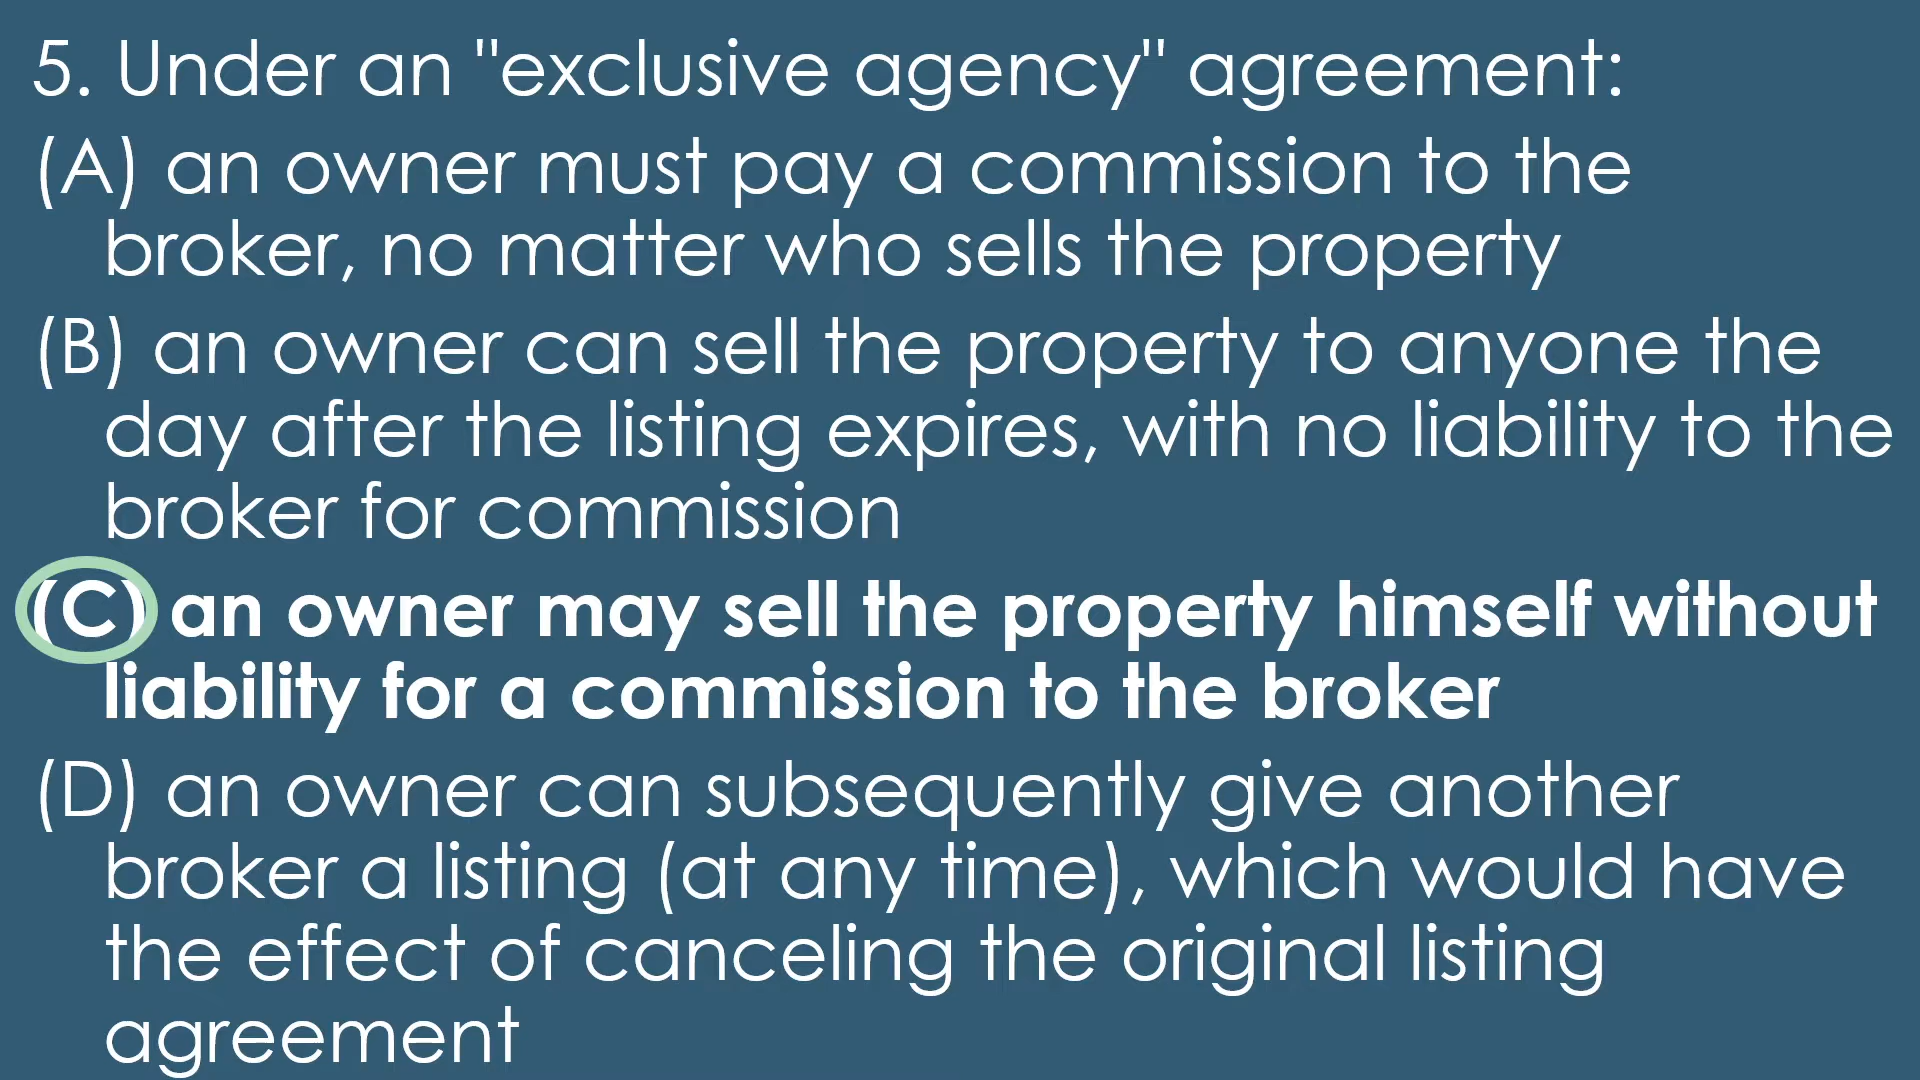 5. Under an "exclusive agency" agreement:
(A) an owner must pay a commission to the
broker, no matter who sells the property
(B) an owner can sell the property to anyone the
day after the listing expires, with no liability to the
broker for commission
(C) an owner may sell the property himself without
liability for a commission to the broker
(D) an owner can subsequently give another
broker a listing (at any time), which would have
the effect of canceling the original listing
agreement